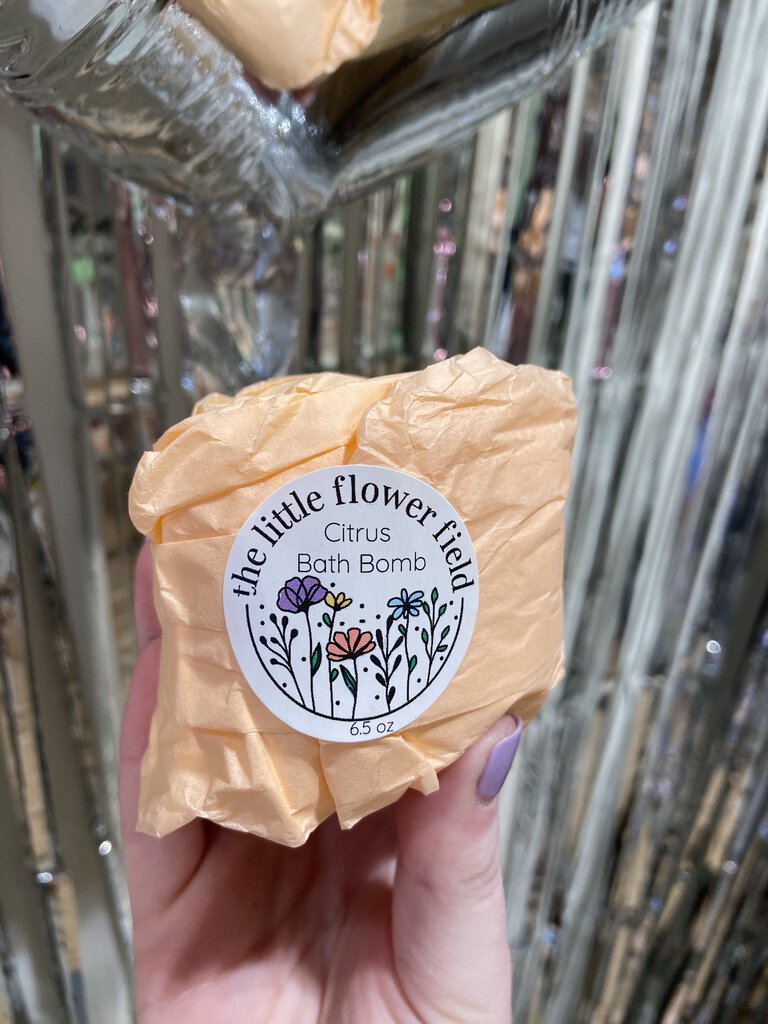 the little flower field
Citrus
Bath Bomb
6.5 oz